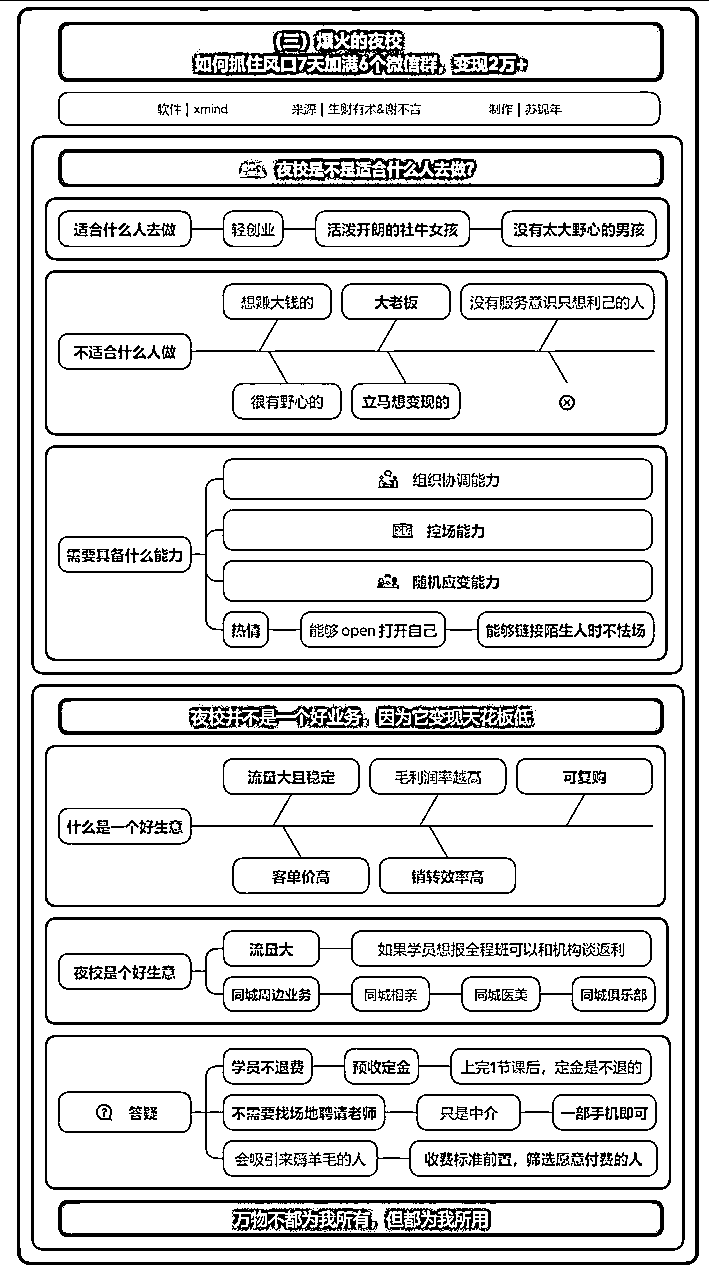 (三) 爆火的夜校
如何抓住风口7天加满6个微信群，变现2万+
软件 | xmind 来源 | 生财有术&谢不言 制作 | 苏锦年
夜校是不是适合什么人去做?
适合什么人去做 轻创业 活泼开朗的社牛女孩 没有太大野心的男孩
想赚大钱的 大老板 没有服务意识只想利己的人
不适合什么人做
很有野心的 立马想变现的
组织协调能力
控场能力
需要具备什么能力
随机应变能力
热情 能够 open 打开自己 能够链接陌生人时不怯场
夜校并不是一个好业务，因为它变现天花板低
流量大且稳定 毛利润率越高 可复购
什么是一个好生意
客单价高 销转效率高
流量大 如果学员想报全程班可以和机构谈返利
夜校是个好生意
同城周边业务 同城相亲 同城医美 同城俱乐部
学员不退费 预收定金 上完1节课后，定金是不退的
答疑 不需要找场地聘请老师 只是中介 一部手机即可
会吸引来薅羊毛的人 收费标准前置，筛选愿意付费的人
万物不都为我所有，但都为我所用